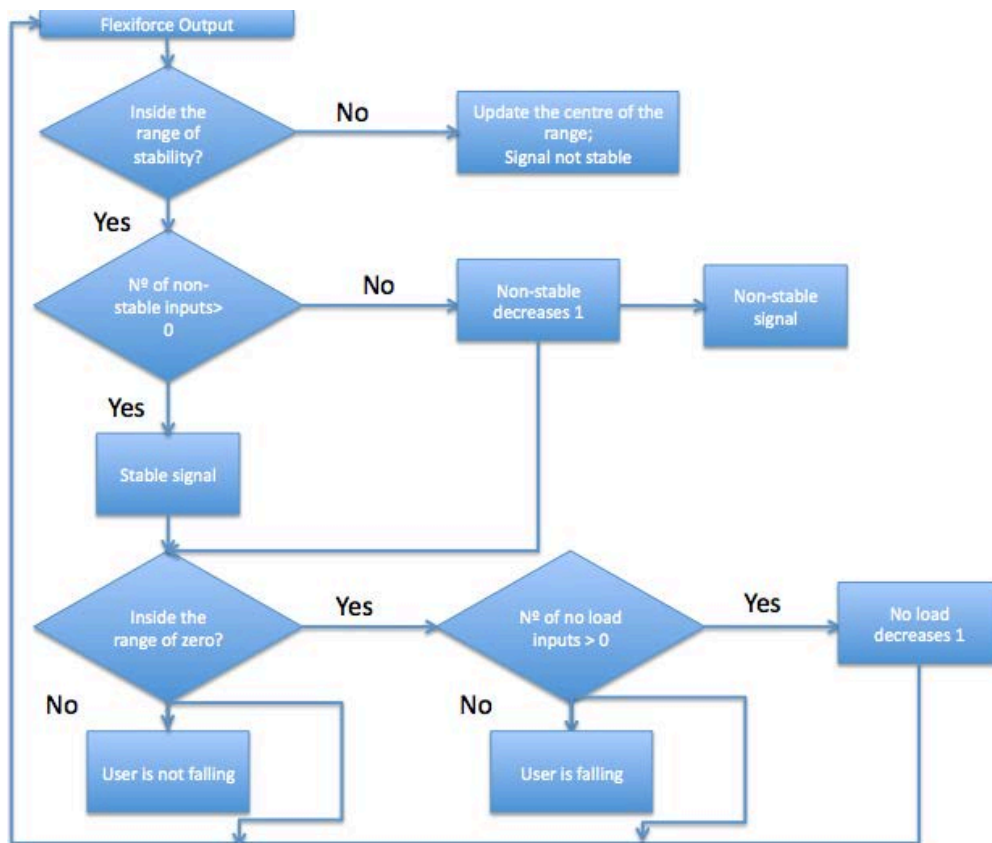 Flexiforce Output
Inside the
range of
stability?
No
Update the centre of the
range;
Signal not stable
Yes
Nº of non-
stable inputs>
0
No
Non-stable
decreases 1
Non-stable
signal
Yes
Stable signal
Inside the
range of zero?
Yes
Nº of no load
inputs > 0
Yes
No load
decreases 1
No
User is not falling
No
User is falling